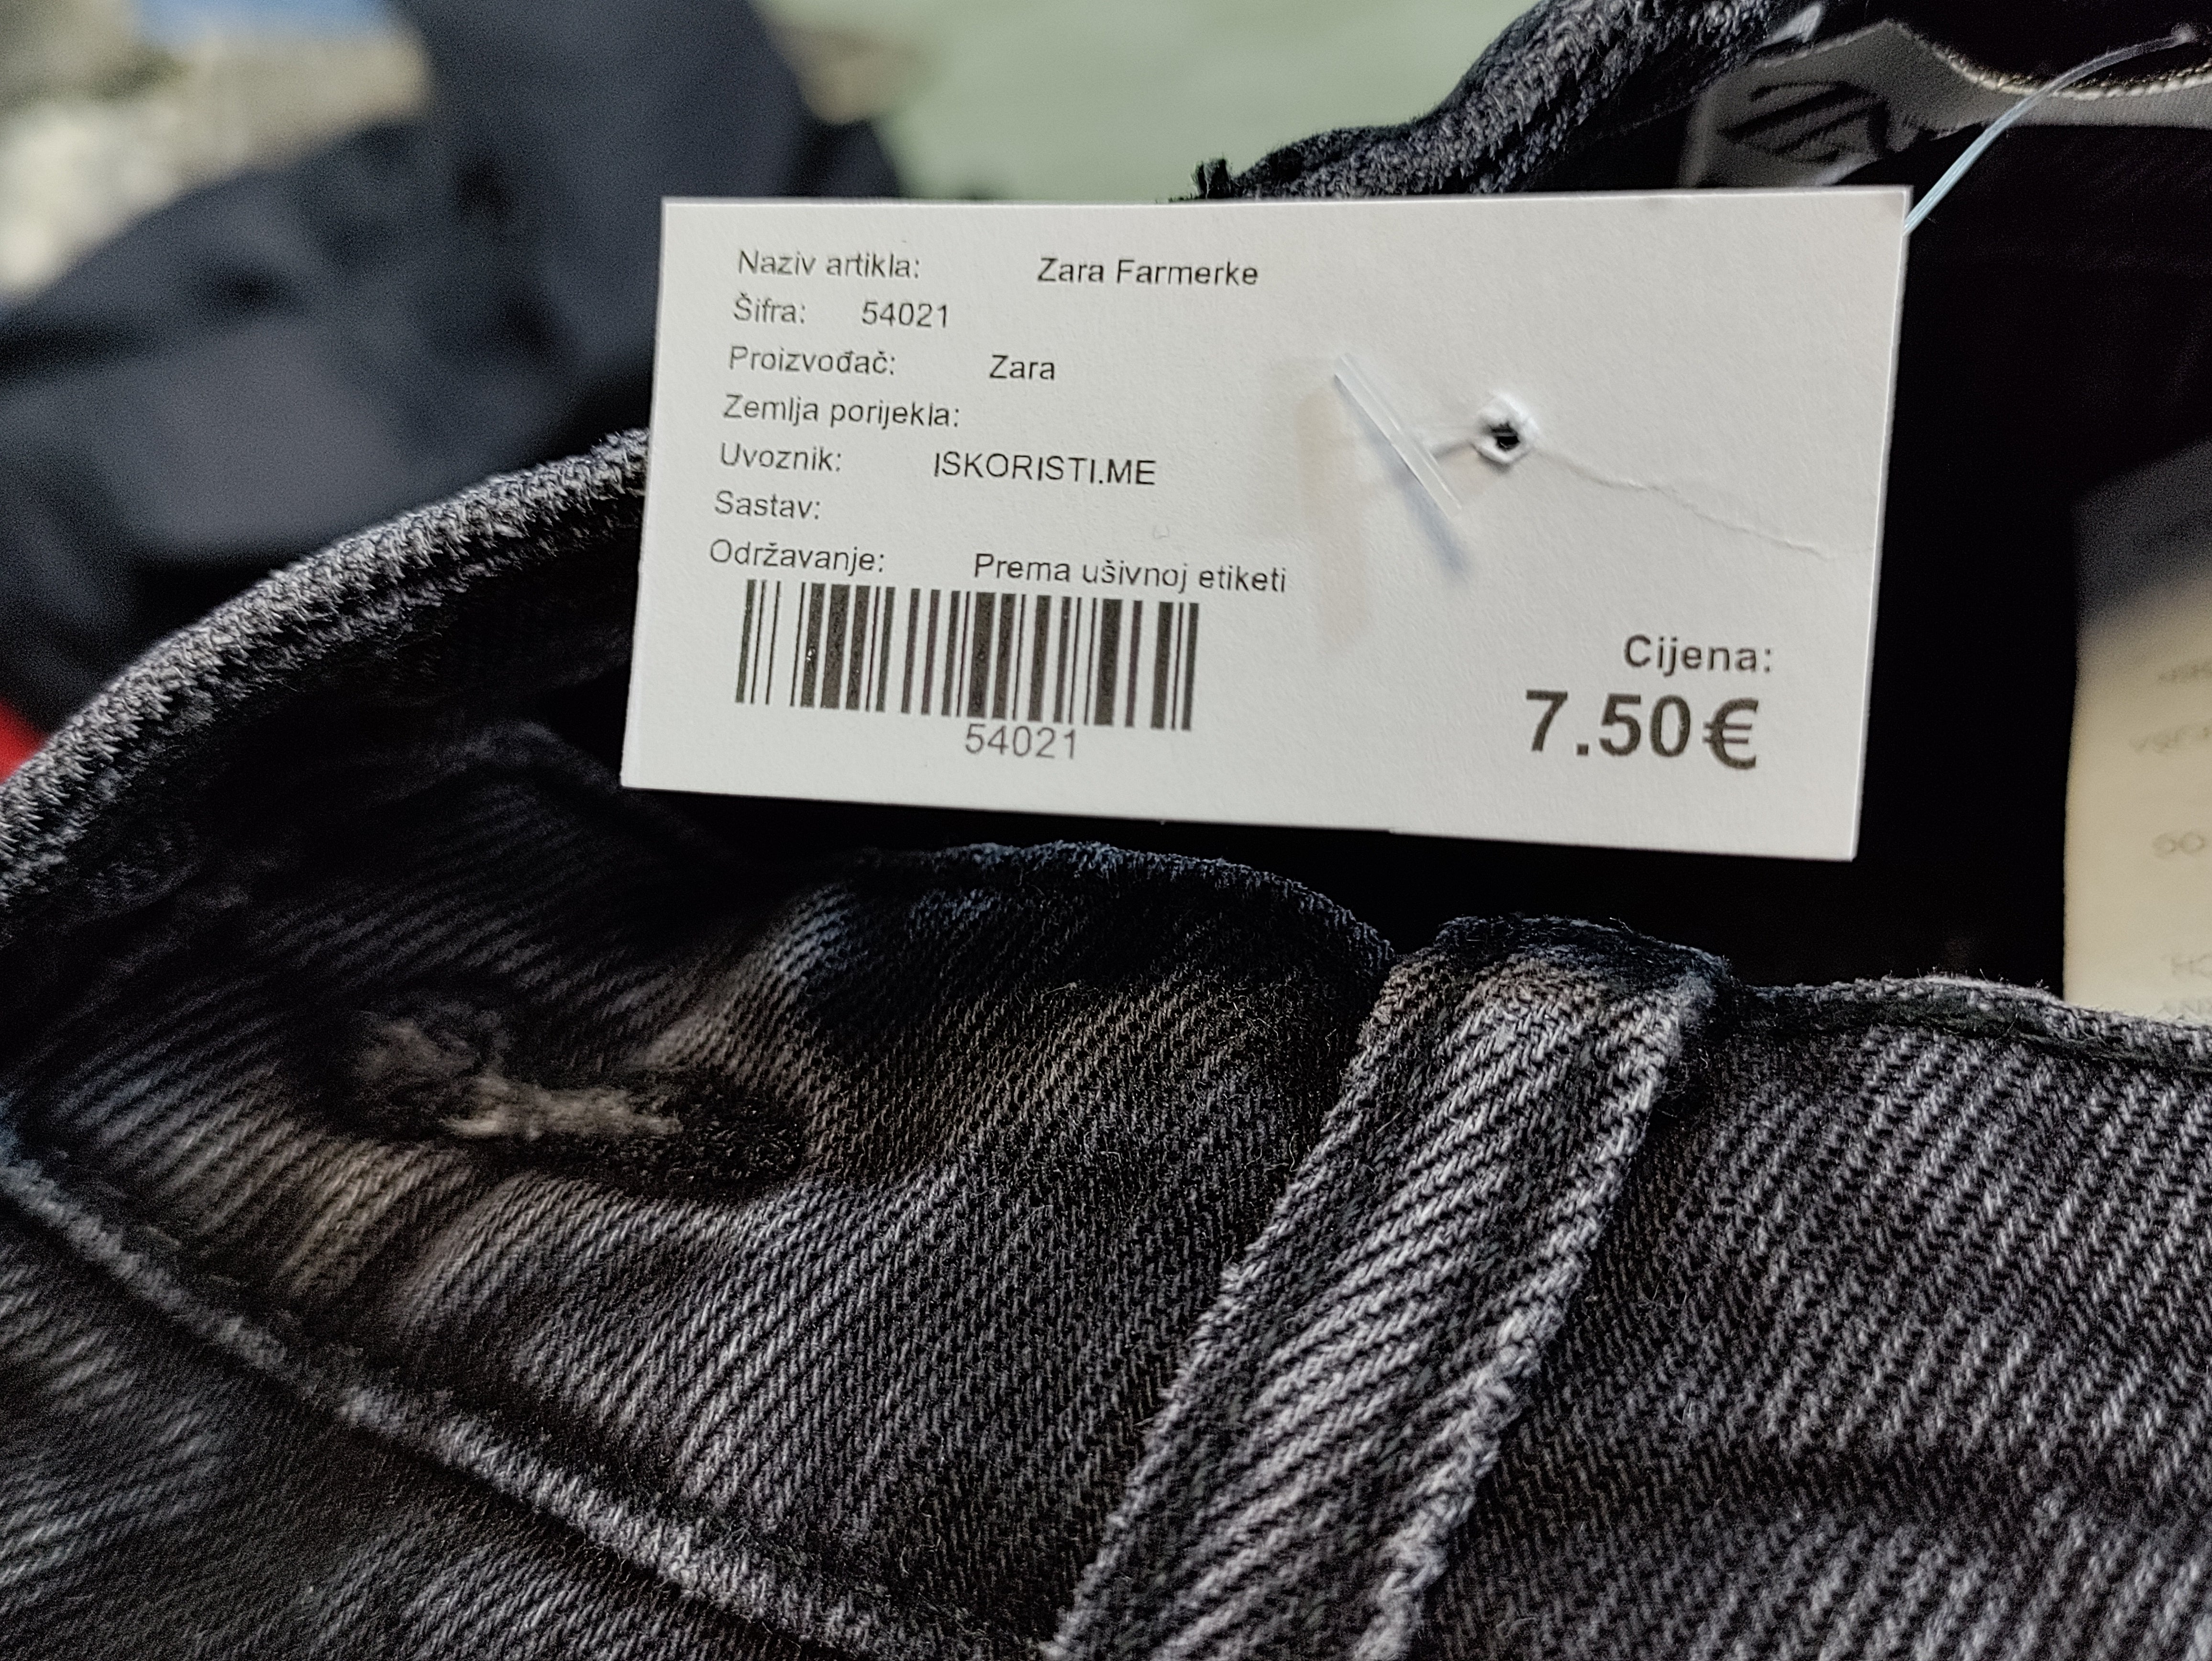 Naziv artikla: Zara Farmerke
Šifra: 54021
Proizvođač: Zara
Zemlja porijekla:
Uvoznik: ISKORISTI.ME
Sastav:
Održavanje: Prema ušivnoj etiketi
54021
Cijena:
7.50€